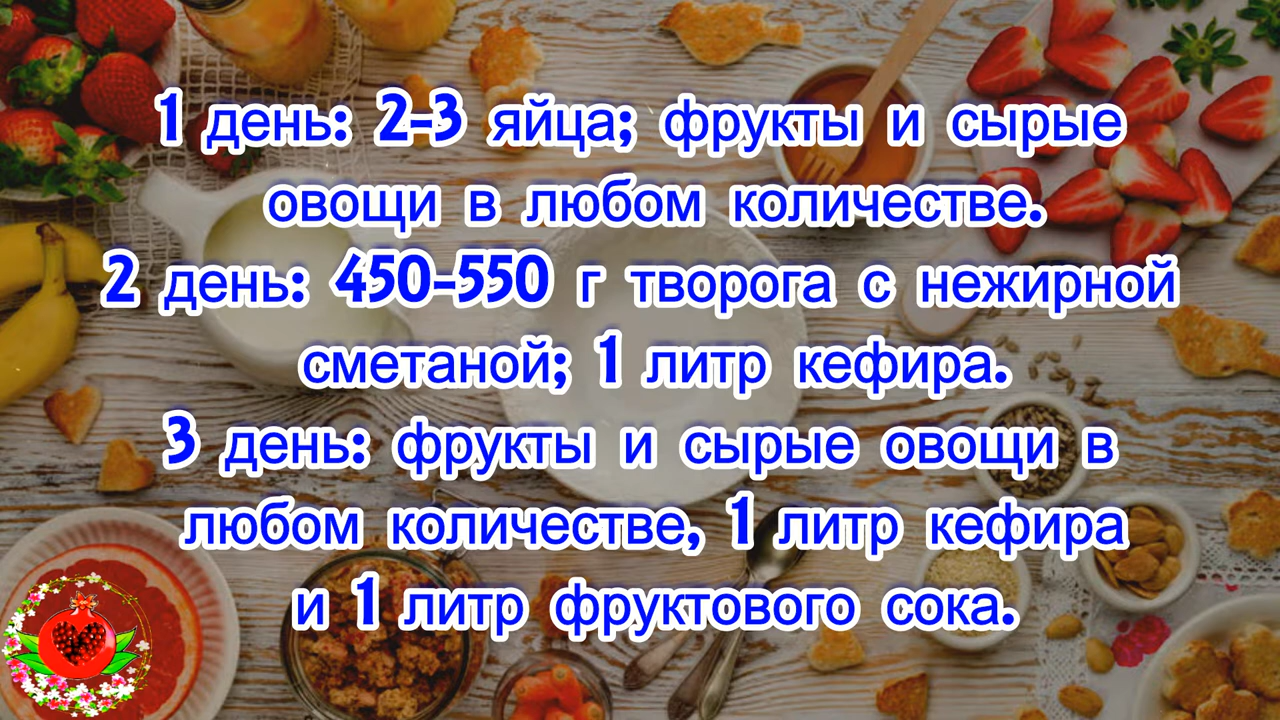 1 день: 2-3 яйца; фрукты и сырые
овощи в любом количестве.
2 день: 450-550 г творога с нежирной
сметаной; 1 литр кефира.
3 день: фрукты и сырые овощи в
любом количестве, 1 литр кефира
и 1 литр фруктового сока.